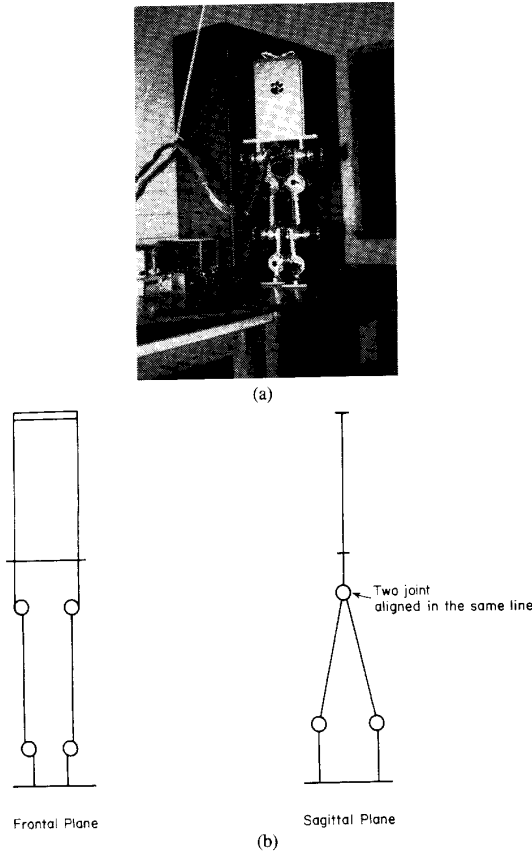 (a)
Two joint
aligned in the same line
Frontal Plane
Sagittal Plane
(b)